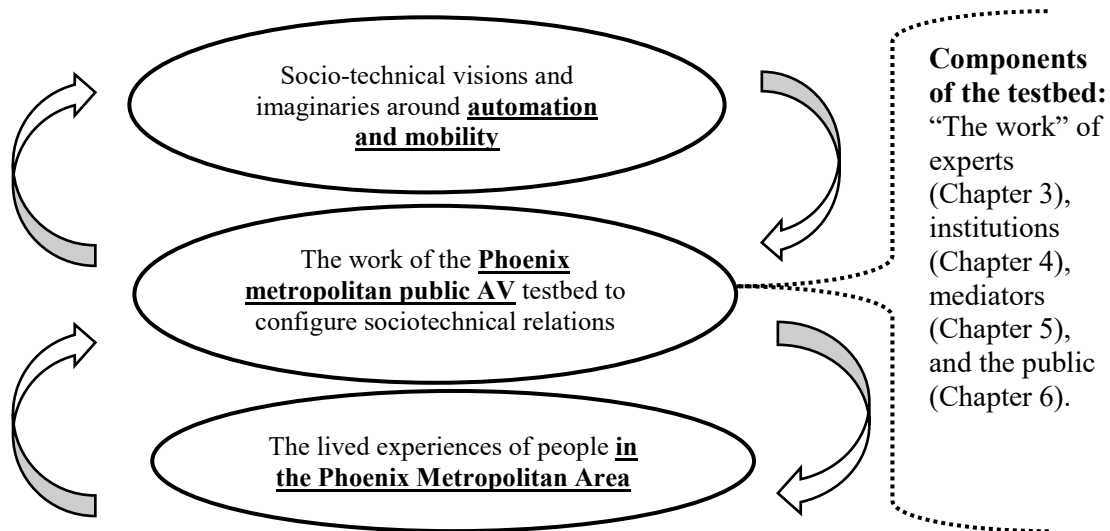 Socio-technical visions and
imaginaries around automation
and mobility
The work of the Phoenix
metropolitan public AV testbed to
configure sociotechnical relations
The lived experiences of people in
the Phoenix Metropolitan Area
Components
of the testbed:
“The work” of
experts
(Chapter 3),
institutions
(Chapter 4),
mediators
(Chapter 5),
and the public
(Chapter 6).